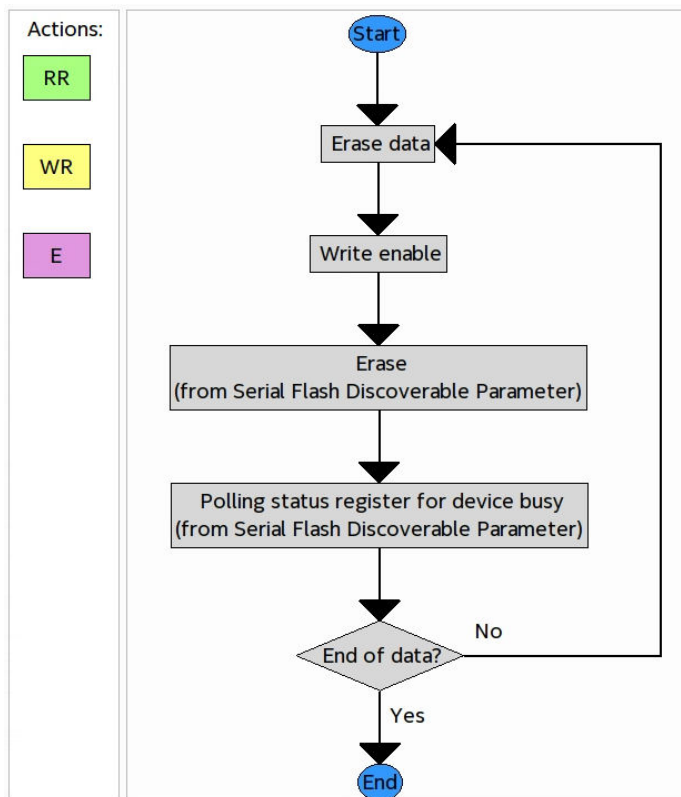 Actions:
RR
WR
E
Start
Erase data
Write enable
Erase
(from Serial Flash Discoverable Parameter)
Polling status register for device busy
(from Serial Flash Discoverable Parameter)
End of data?
No
Yes
End